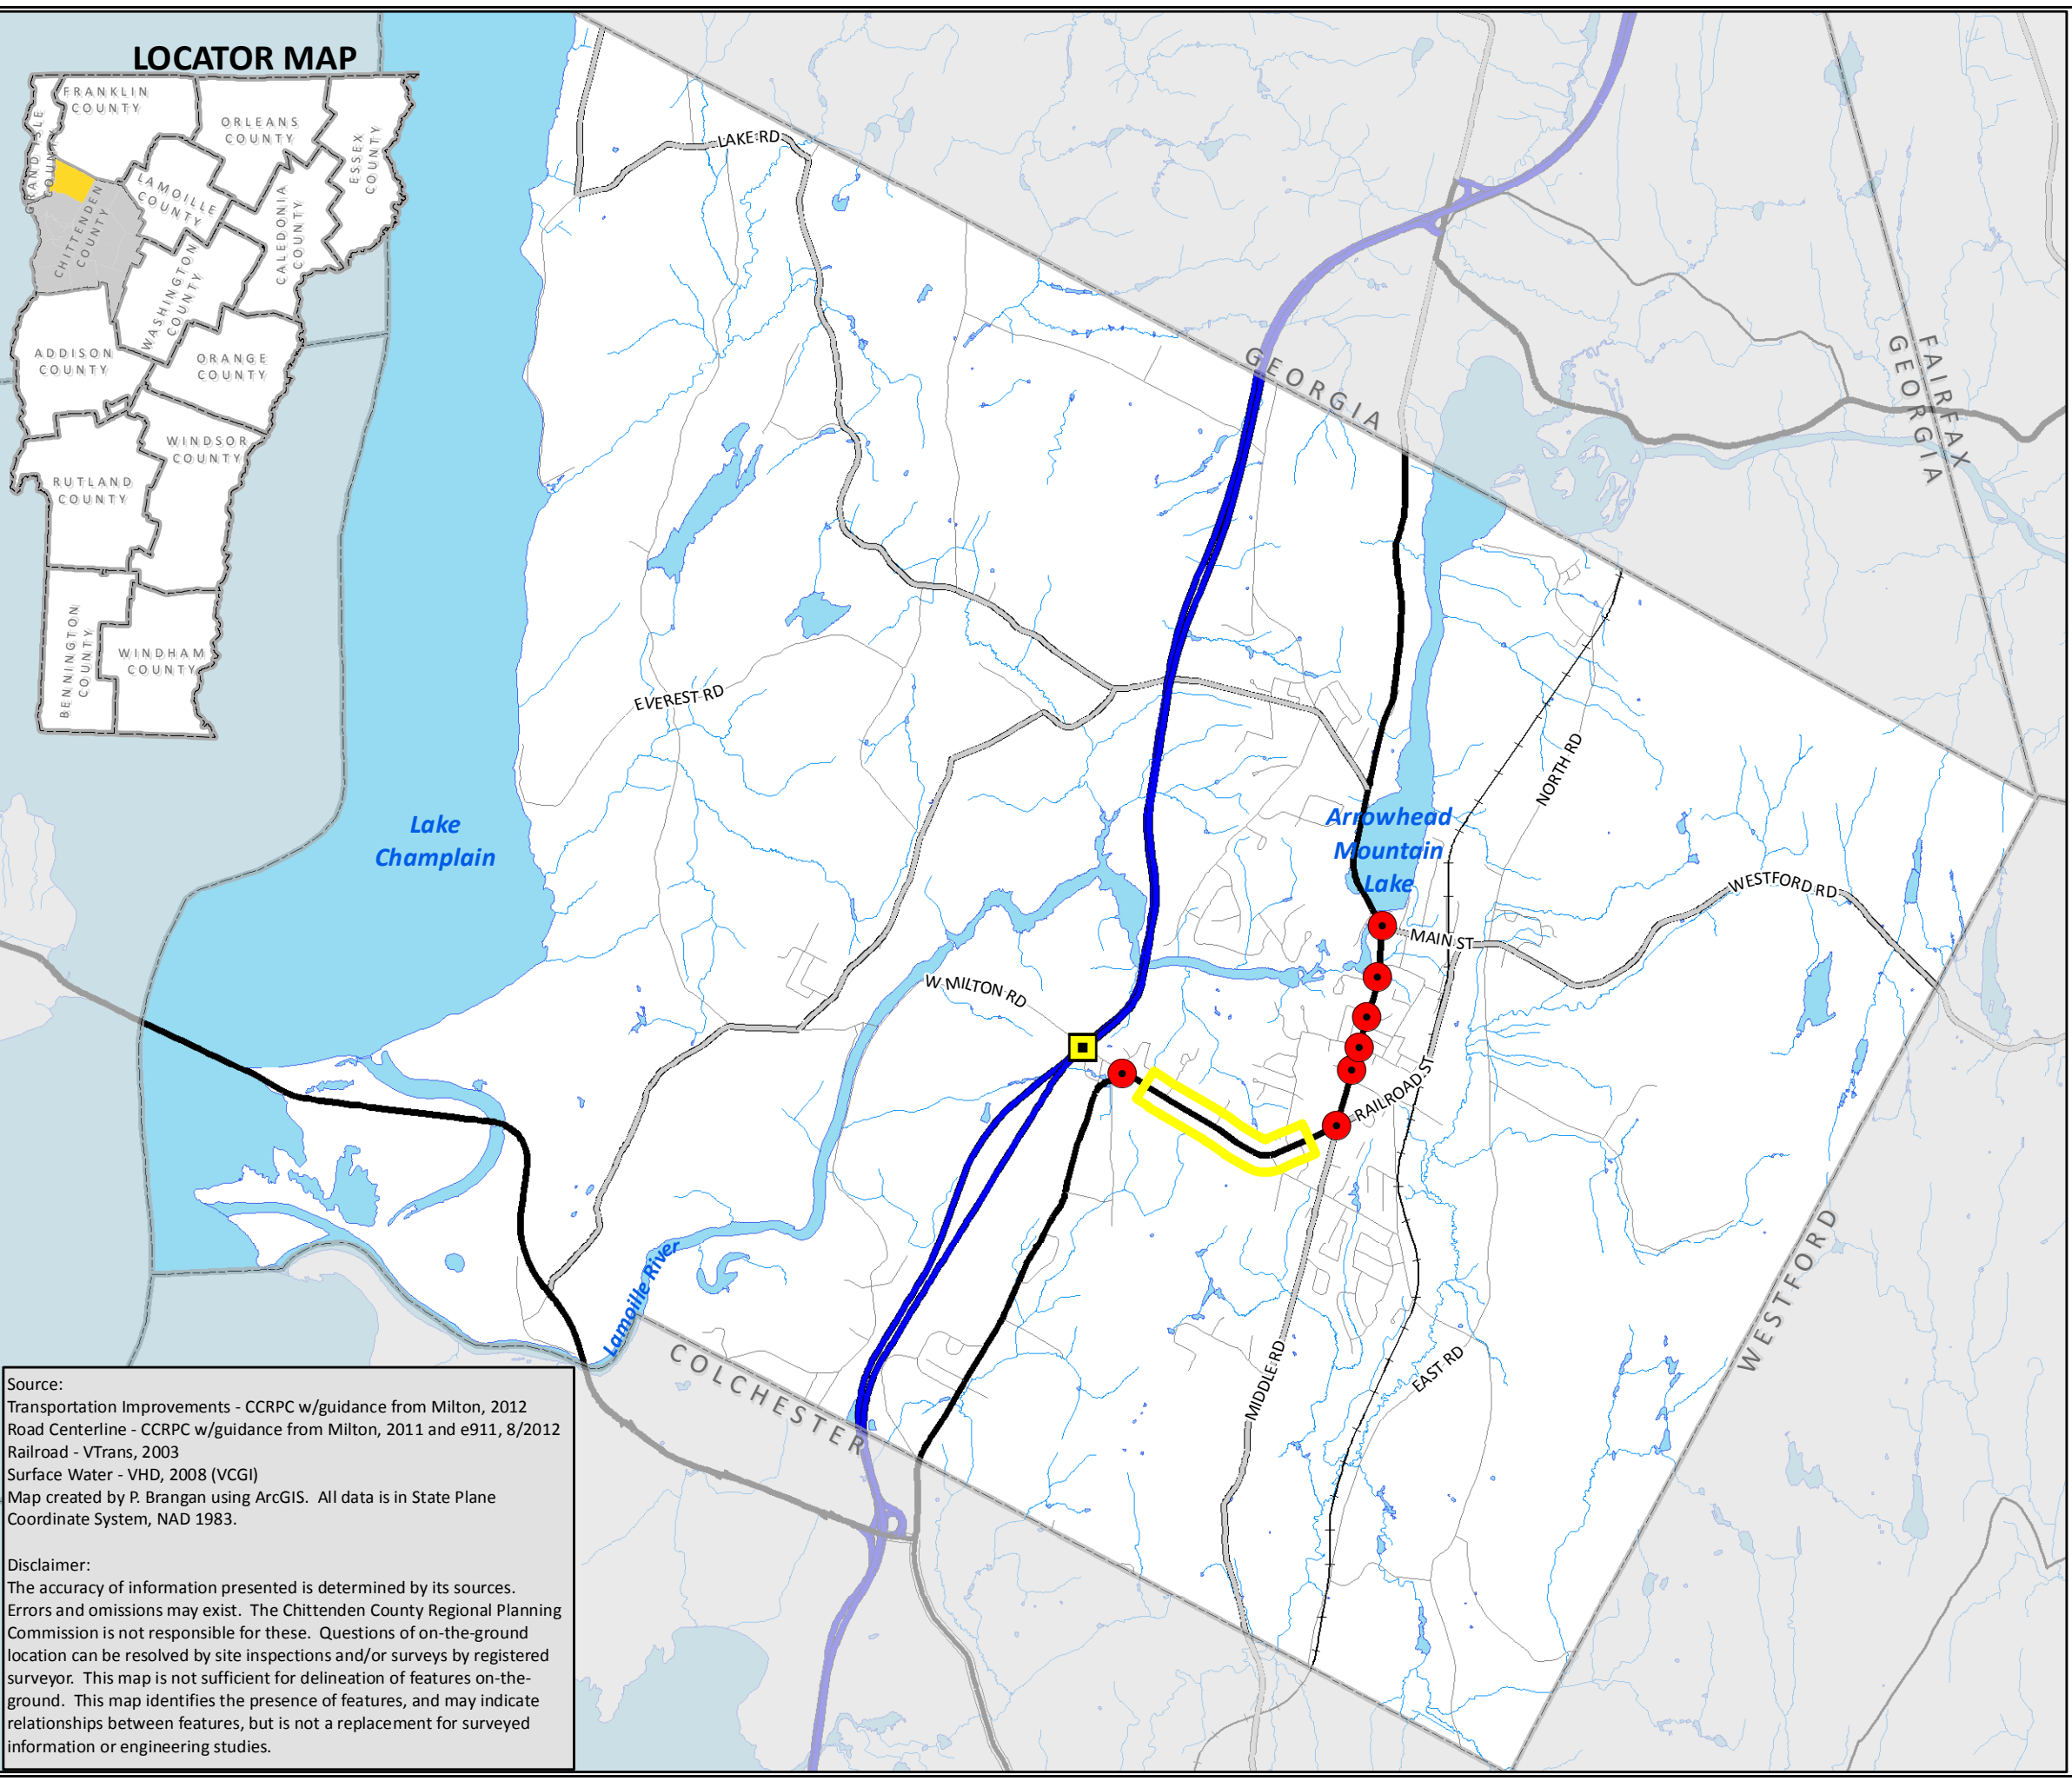 LOCATOR MAP
FRANKLIN
COUNTY
GRAND ISLE
COUNTY
ORLEANS
COUNTY
ESSEX
COUNTY
LAMOILLE
COUNTY
CHITTENDEN
COUNTY
CALEDONIA
COUNTY
WASHINGTON
COUNTY
ADDISON
COUNTY
ORANGE
COUNTY
WINDSOR
COUNTY
RUTLAND
COUNTY
BENNINGTON
COUNTY
WINDHAM
COUNTY
LAKE RD
GEORGIA
FAIRFAX
GEORGIA
EVEREST RD
NORTH RD
Lake
Champlain
Arrowhead
Mountain
Lake
WESTFORD RD
MAIN ST
W MILTON RD
RAILROAD ST
Lamoille River
WESTFORD
COLCHESTER
MIDDLE RD
EAST RD
Source:
Transportation Improvements - CCRPC w/guidance from Milton, 2012
Road Centerline - CCRPC w/guidance from Milton, 2011 and e911, 8/2012
Railroad - VTrans, 2003
Surface Water - VHD, 2008 (VCGI)
Map created by P. Brangan using ArcGIS.  All data is in State Plane
Coordinate System, NAD 1983.
Disclaimer:
The accuracy of information presented is determined by its sources.
Errors and omissions may exist.  The Chittenden County Regional Planning
Commission is not responsible for these.  Questions of on-the-ground
location can be resolved by site inspections and/or surveys by registered
surveyor.  This map is not sufficient for delineation of features on-the-
ground.  This map identifies the presence of features, and may indicate
relationships between features, but is not a replacement for surveyed
information or engineering studies.